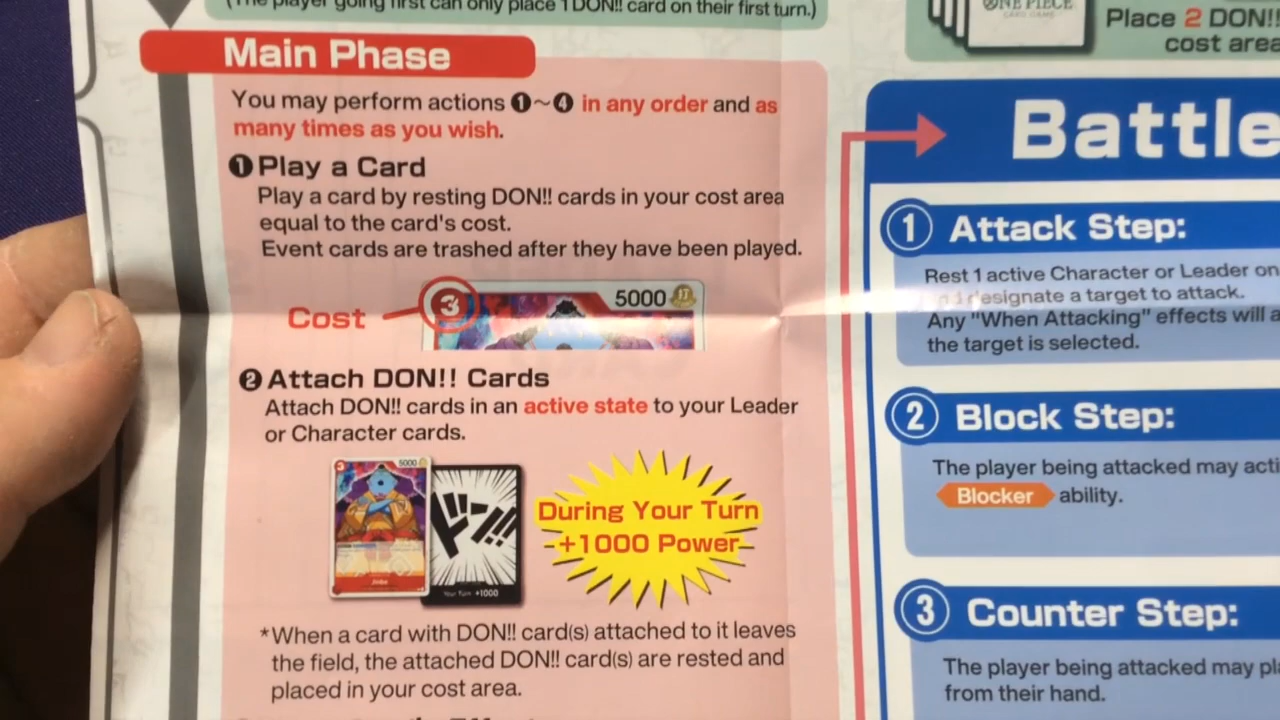 (The player going first can only place 1 DON!! card on their first turn.)
Main Phase
You may perform actions ❶~❹ in any order and as
many times as you wish.
❶ Play a Card
Play a card by resting DON!! cards in your cost area
equal to the card's cost.
Event cards are trashed after they have been played.
Cost
3
5000
❷ Attach DON!! Cards
Attach DON!! cards in an active state to your Leader
or Character cards.
3
5000
Jinbe
ドン!!
Your Turn +1000
During Your Turn
+1000 Power
*When a card with DON!! card(s) attached to it leaves
the field, the attached DON!! card(s) are rested and
placed in your cost area.
ONE PIECE
CARD GAME
Place 2 DON!!
cost area
Battle
① Attack Step:
Rest 1 active Character or Leader on
designate a target to attack.
Any "When Attacking" effects will a
the target is selected.
② Block Step:
The player being attacked may acti
Blocker ability.
③ Counter Step:
The player being attacked may pl
from their hand.